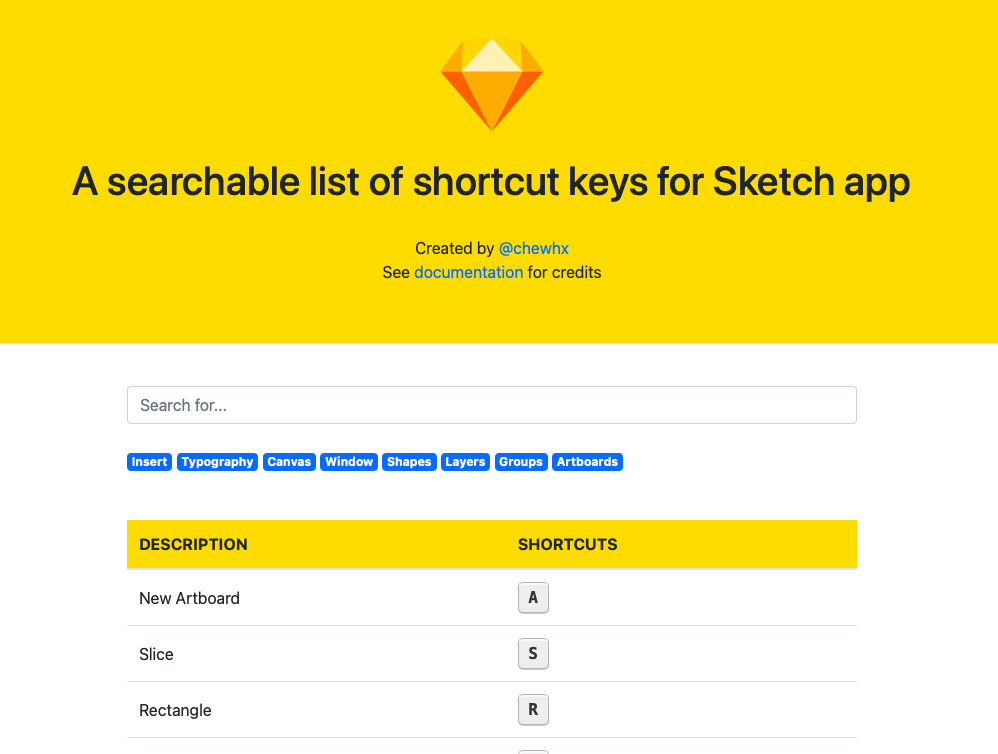 A searchable list of shortcut keys for Sketch app
Created by @chewhx
See documentation for credits
Search for...
Insert Typography Canvas Window Shapes Layers Groups Artboards
DESCRIPTION SHORTCUTS
New Artboard A
Slice S
Rectangle R